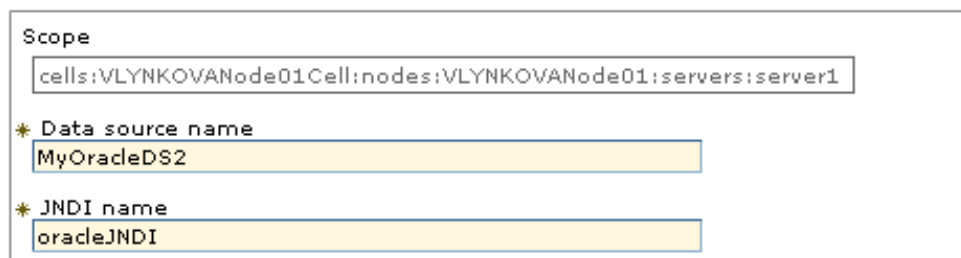 Scope
cells:VLYNKOVANode01Cell:nodes:VLYNKOVANode01:servers:server1
* Data source name
MyOracleDS2
* JNDI name
oracleJNDI